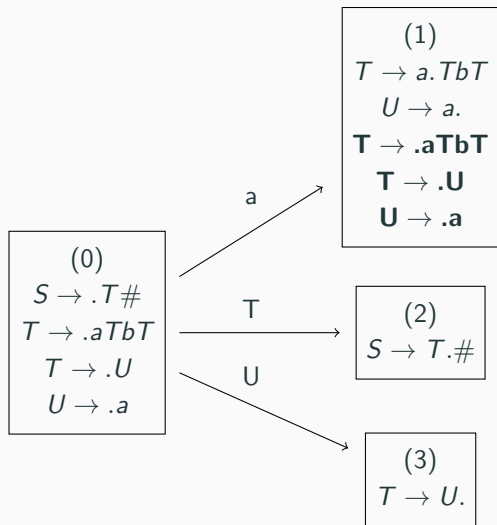 (1)
T → a.TbT
U → a.
T → .aTbT
T → .U
U → .a
a
(0)
S → .T#
T → .aTbT
T → .U
U → .a
T
(2)
S → T.#
U
(3)
T → U.